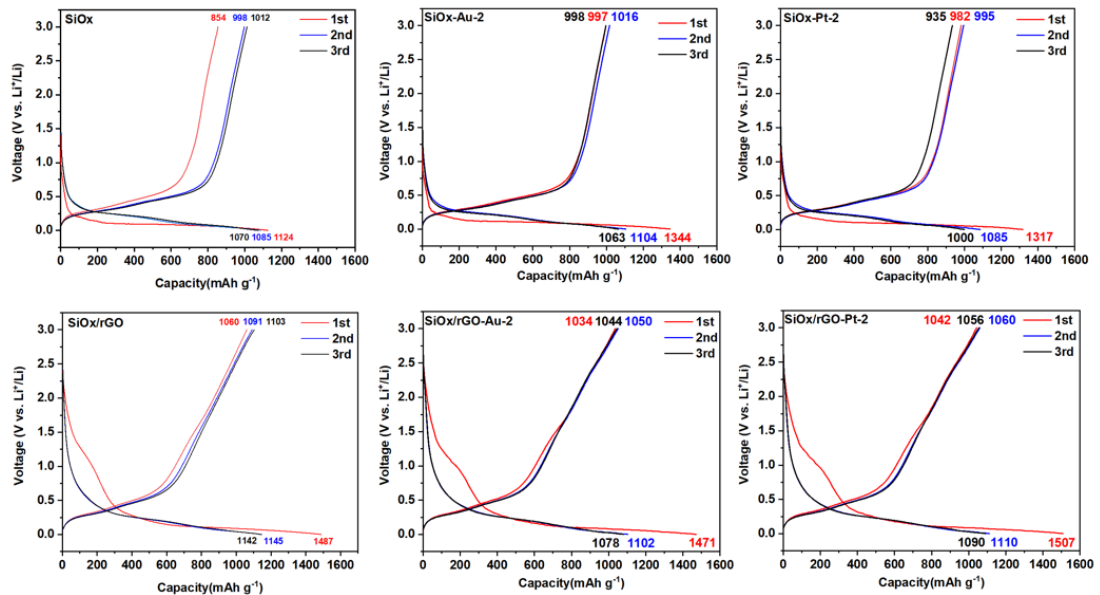 SiOx
854 998 1012
1st
2nd
3rd
3.0
2.5
2.0
1.5
1.0
0.5
0.0
Voltage (V vs. Li⁺/Li)
1070 1085 1124
0 200 400 600 800 1000 1200 1400 1600
Capacity(mAh g⁻¹)
SiOx-Au-2
998 997 1016
1st
2nd
3rd
3.0
2.5
2.0
1.5
1.0
0.5
0.0
Voltage (V vs. Li⁺/Li)
1063 1104 1344
0 200 400 600 800 1000 1200 1400 1600
Capacity(mAh g⁻¹)
SiOx-Pt-2
935 982 995
1st
2nd
3rd
3.0
2.5
2.0
1.5
1.0
0.5
0.0
Voltage (V vs. Li⁺/Li)
1000 1085 1317
0 200 400 600 800 1000 1200 1400 1600
Capacity(mAh g⁻¹)
SiOx/rGO
1060 1091 1103
1st
2nd
3rd
3.0
2.5
2.0
1.5
1.0
0.5
0.0
Voltage (V vs. Li⁺/Li)
1142 1145 1487
0 200 400 600 800 1000 1200 1400 1600
Capacity(mAh g⁻¹)
SiOx/rGO-Au-2
1034 1044 1050
1st
2nd
3rd
3.0
2.5
2.0
1.5
1.0
0.5
0.0
Voltage (V vs. Li⁺/Li)
1078 1102 1471
0 200 400 600 800 1000 1200 1400 1600
Capacity(mAh g⁻¹)
SiOx/rGO-Pt-2
1042 1056 1060
1st
2nd
3rd
3.0
2.5
2.0
1.5
1.0
0.5
0.0
Voltage (V vs. Li⁺/Li)
1090 1110 1507
0 200 400 600 800 1000 1200 1400 1600
Capacity(mAh g⁻¹)